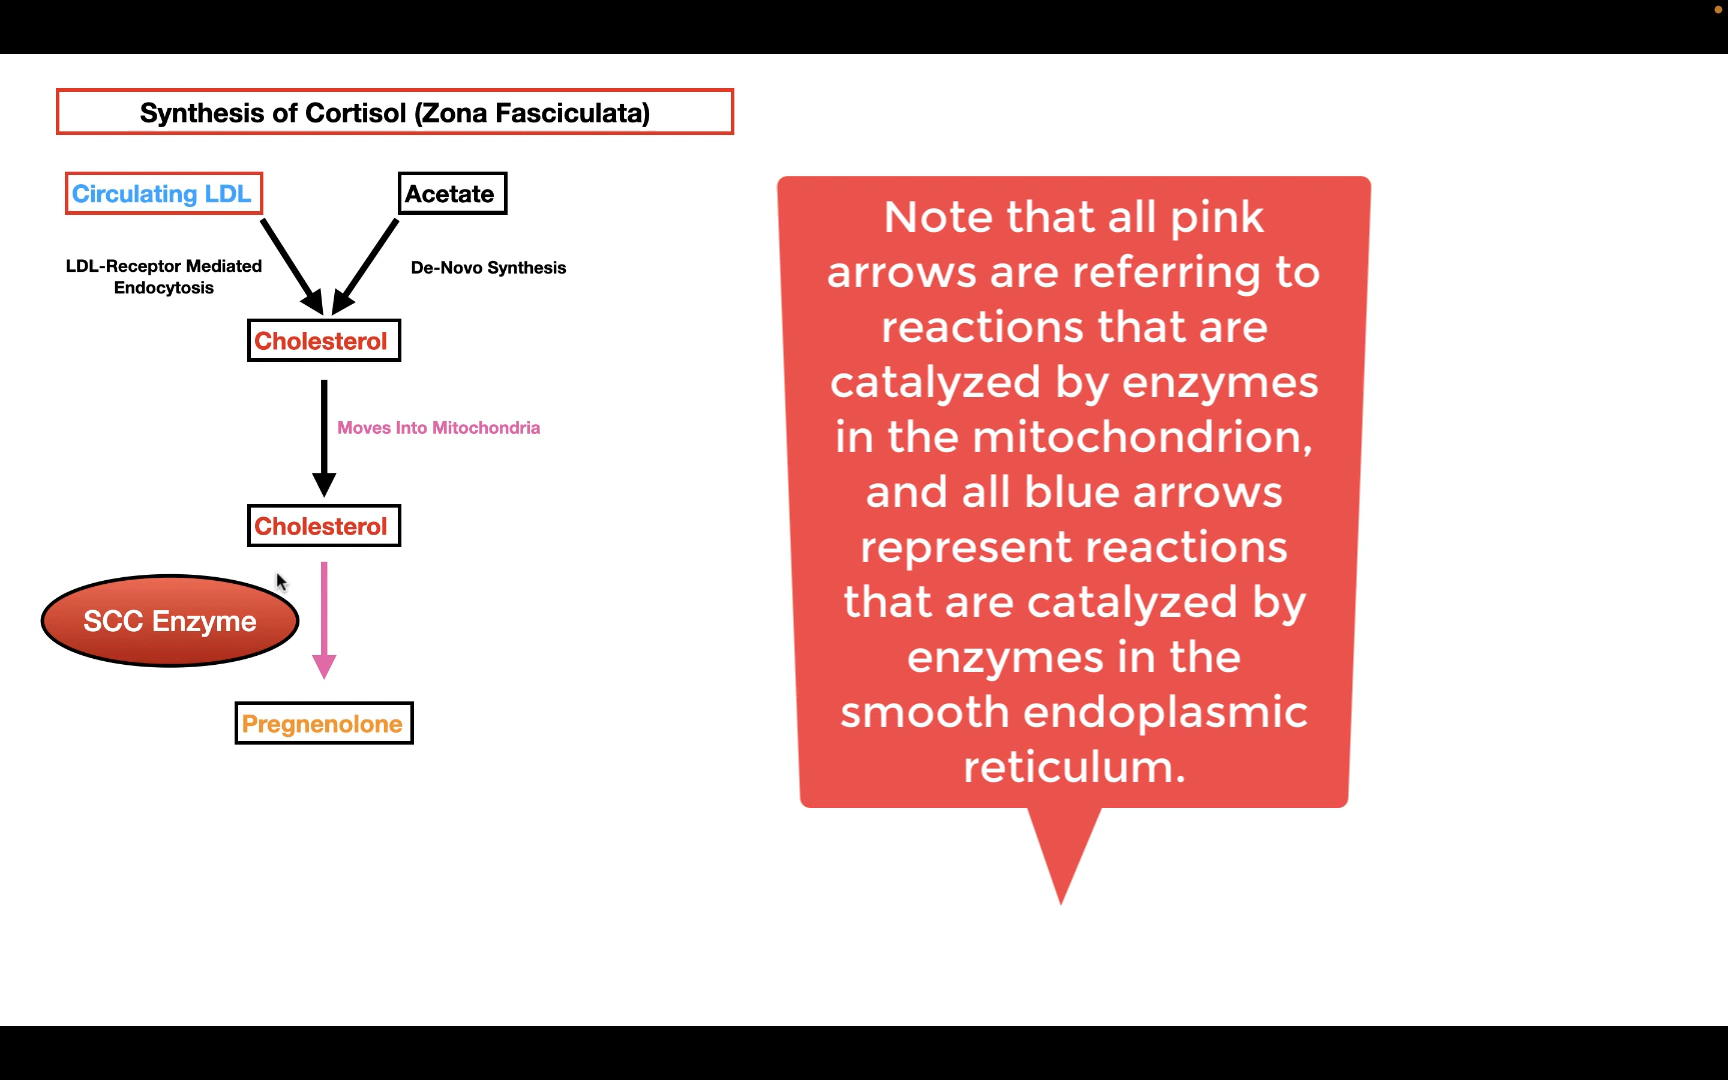 Synthesis of Cortisol (Zona Fasciculata)
Circulating LDL
Acetate
LDL-Receptor Mediated
Endocytosis
De-Novo Synthesis
Cholesterol
Moves Into Mitochondria
Cholesterol
SCC Enzyme
Pregnenolone
Note that all pink
arrows are referring to
reactions that are
catalyzed by enzymes
in the mitochondrion,
and all blue arrows
represent reactions
that are catalyzed by
enzymes in the
smooth endoplasmic
reticulum.